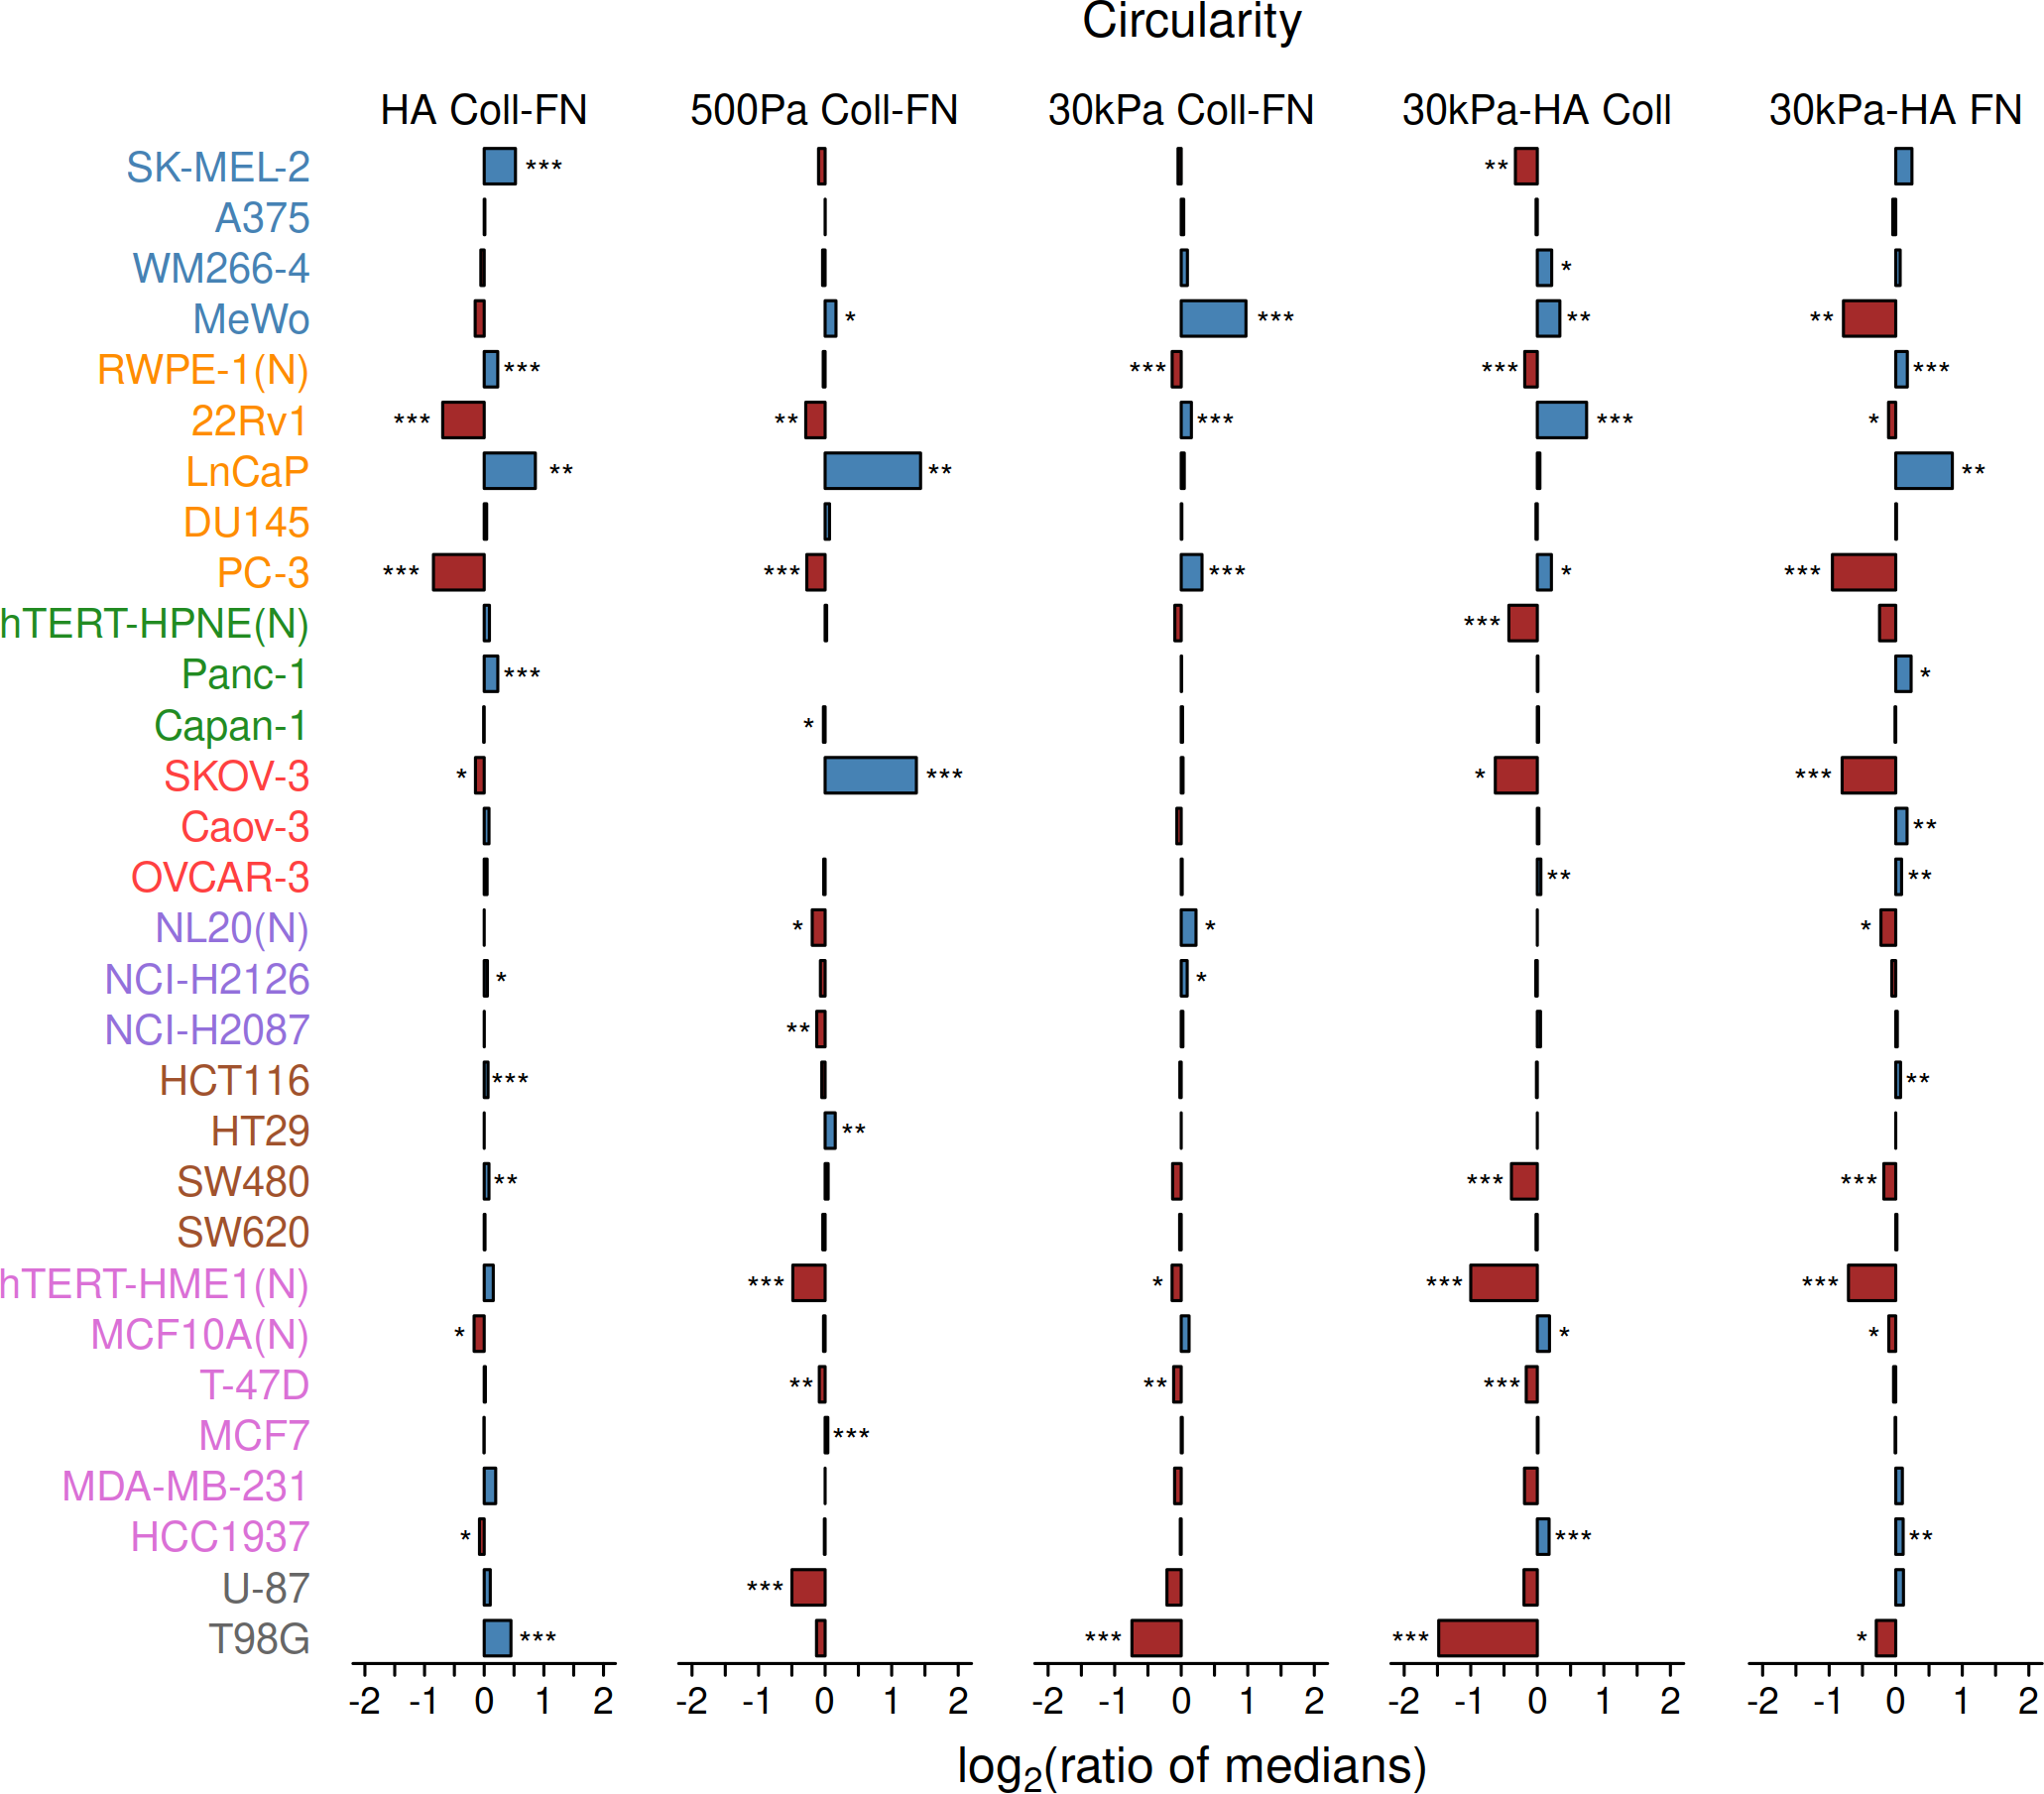 Circularity
HA Coll-FN 500Pa Coll-FN 30kPa Coll-FN 30kPa-HA Coll 30kPa-HA FN
SK-MEL-2 *** **
A375
WM266-4 *
MeWo * *** ** **
RWPE-1(N) *** *** *** ***
22Rv1 *** ** *** *** *
LnCaP ** ** **
DU145
PC-3 *** *** *** * ***
hTERT-HPNE(N) ***
Panc-1 *** *
Capan-1 *
SKOV-3 * *** * ***
Caov-3 **
OVCAR-3 ** **
NL20(N) * * *
NCI-H2126 * *
NCI-H2087 **
HCT116 *** **
HT29 **
SW480 ** *** ***
SW620
hTERT-HME1(N) *** * *** ***
MCF10A(N) * * *
T-47D ** ** ***
MCF7 ***
MDA-MB-231
HCC1937 * *** **
U-87 ***
T98G *** *** *** *
-2 -1 0 1 2 -2 -1 0 1 2 -2 -1 0 1 2 -2 -1 0 1 2 -2 -1 0 1 2
log2(ratio of medians)